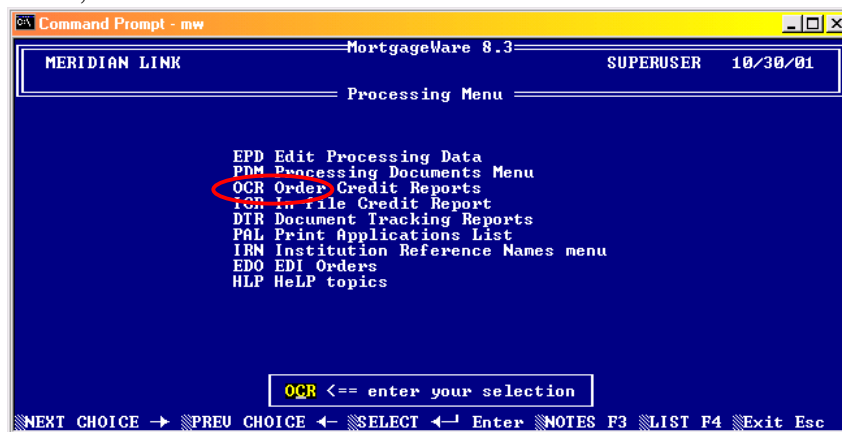 Command Prompt - mw
MortgageWare 8.3
MERIDIAN LINK SUPERUSER 10/30/01
Processing Menu
EPD Edit Processing Data
PDM Processing Documents Menu
OCR Order Credit Reports
ICR In file Credit Report
DTR Document Tracking Reports
PAL Print Applications List
IRN Institution Reference Names menu
EDO EDI Orders
HLP HeLP topics
OCR <== enter your selection
NEXT CHOICE → PREV CHOICE ← SELECT ←┘ Enter NOTES F3 LIST F4 Exit Esc